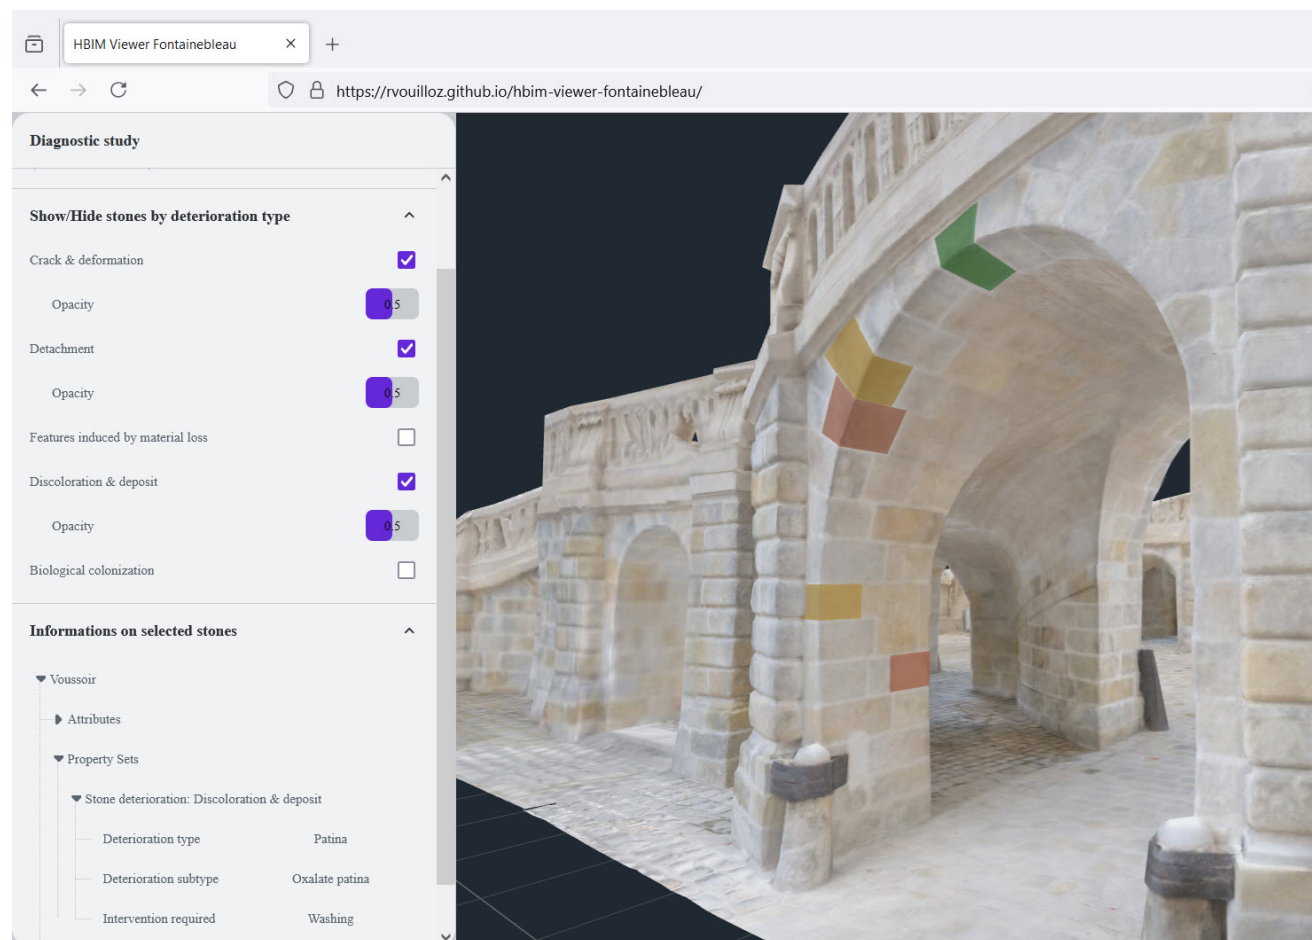 HBIM Viewer Fontainebleau
https://rvouilloz.github.io/hbim-viewer-fontainebleau/
Diagnostic study
Show/Hide stones by deterioration type
Crack & deformation
Opacity 0.5
Detachment
Opacity 0.5
Features induced by material loss
Discoloration & deposit
Opacity 0.5
Biological colonization
Informations on selected stones
Voussoir
Attributes
Property Sets
Stone deterioration: Discoloration & deposit
Deterioration type Patina
Deterioration subtype Oxalate patina
Intervention required Washing